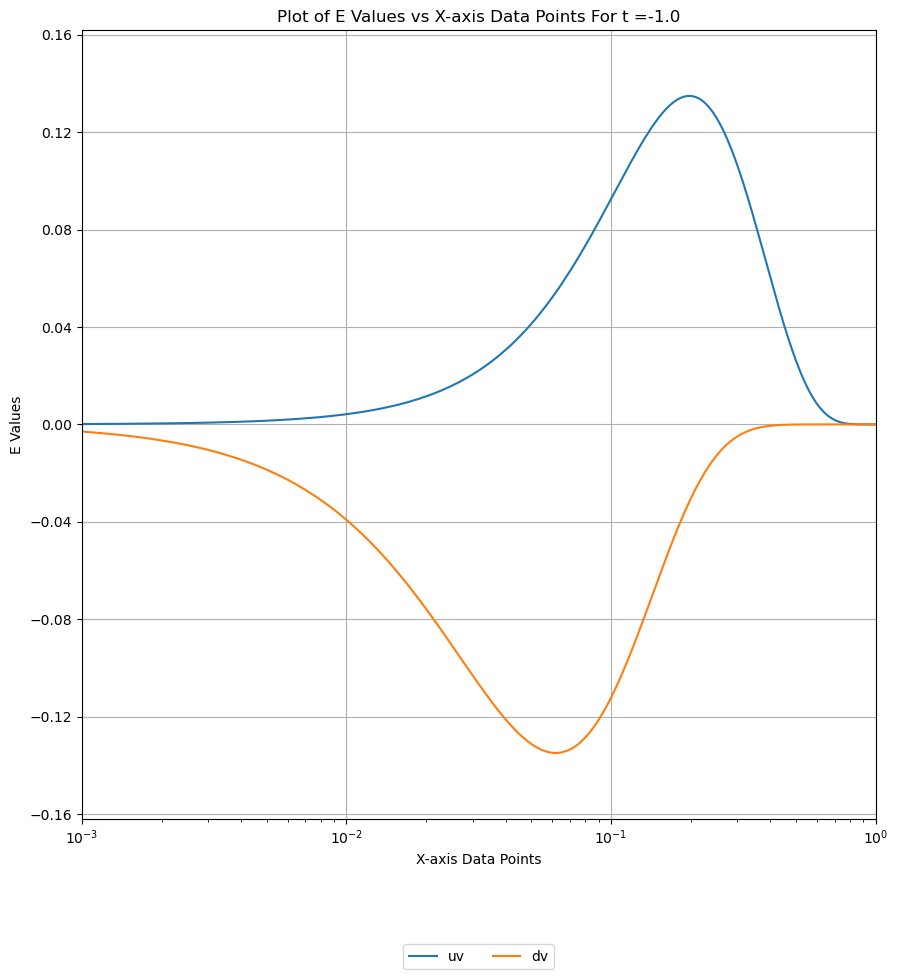 Plot of E Values vs X-axis Data Points For t =-1.0
0.16
0.12
0.08
0.04
0.00
−0.04
−0.08
−0.12
−0.16
E Values
10⁻³ 10⁻² 10⁻¹ 10⁰
X-axis Data Points
uv dv